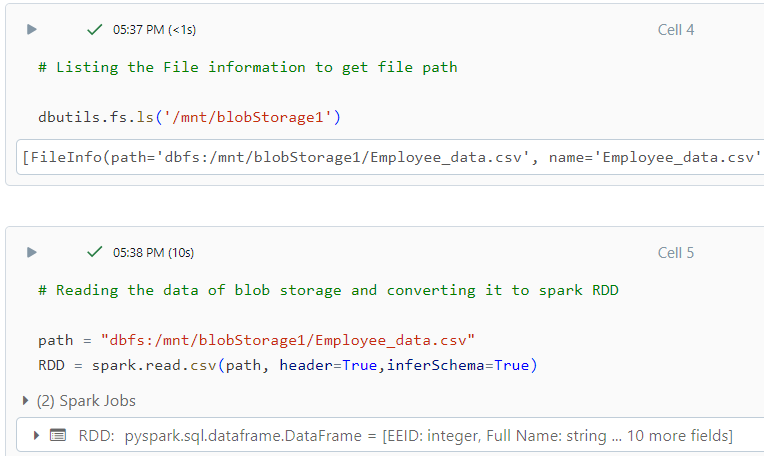 05:37 PM (<1s)
Cell 4
# Listing the File information to get file path
dbutils.fs.ls('/mnt/blobStorage1')
[FileInfo(path='dbfs:/mnt/blobStorage1/Employee_data.csv', name='Employee_data.csv'
05:38 PM (10s)
Cell 5
# Reading the data of blob storage and converting it to spark RDD
path = "dbfs:/mnt/blobStorage1/Employee_data.csv"
RDD = spark.read.csv(path, header=True,inferSchema=True)
(2) Spark Jobs
RDD: pyspark.sql.dataframe.DataFrame = [EEID: integer, Full Name: string ... 10 more fields]